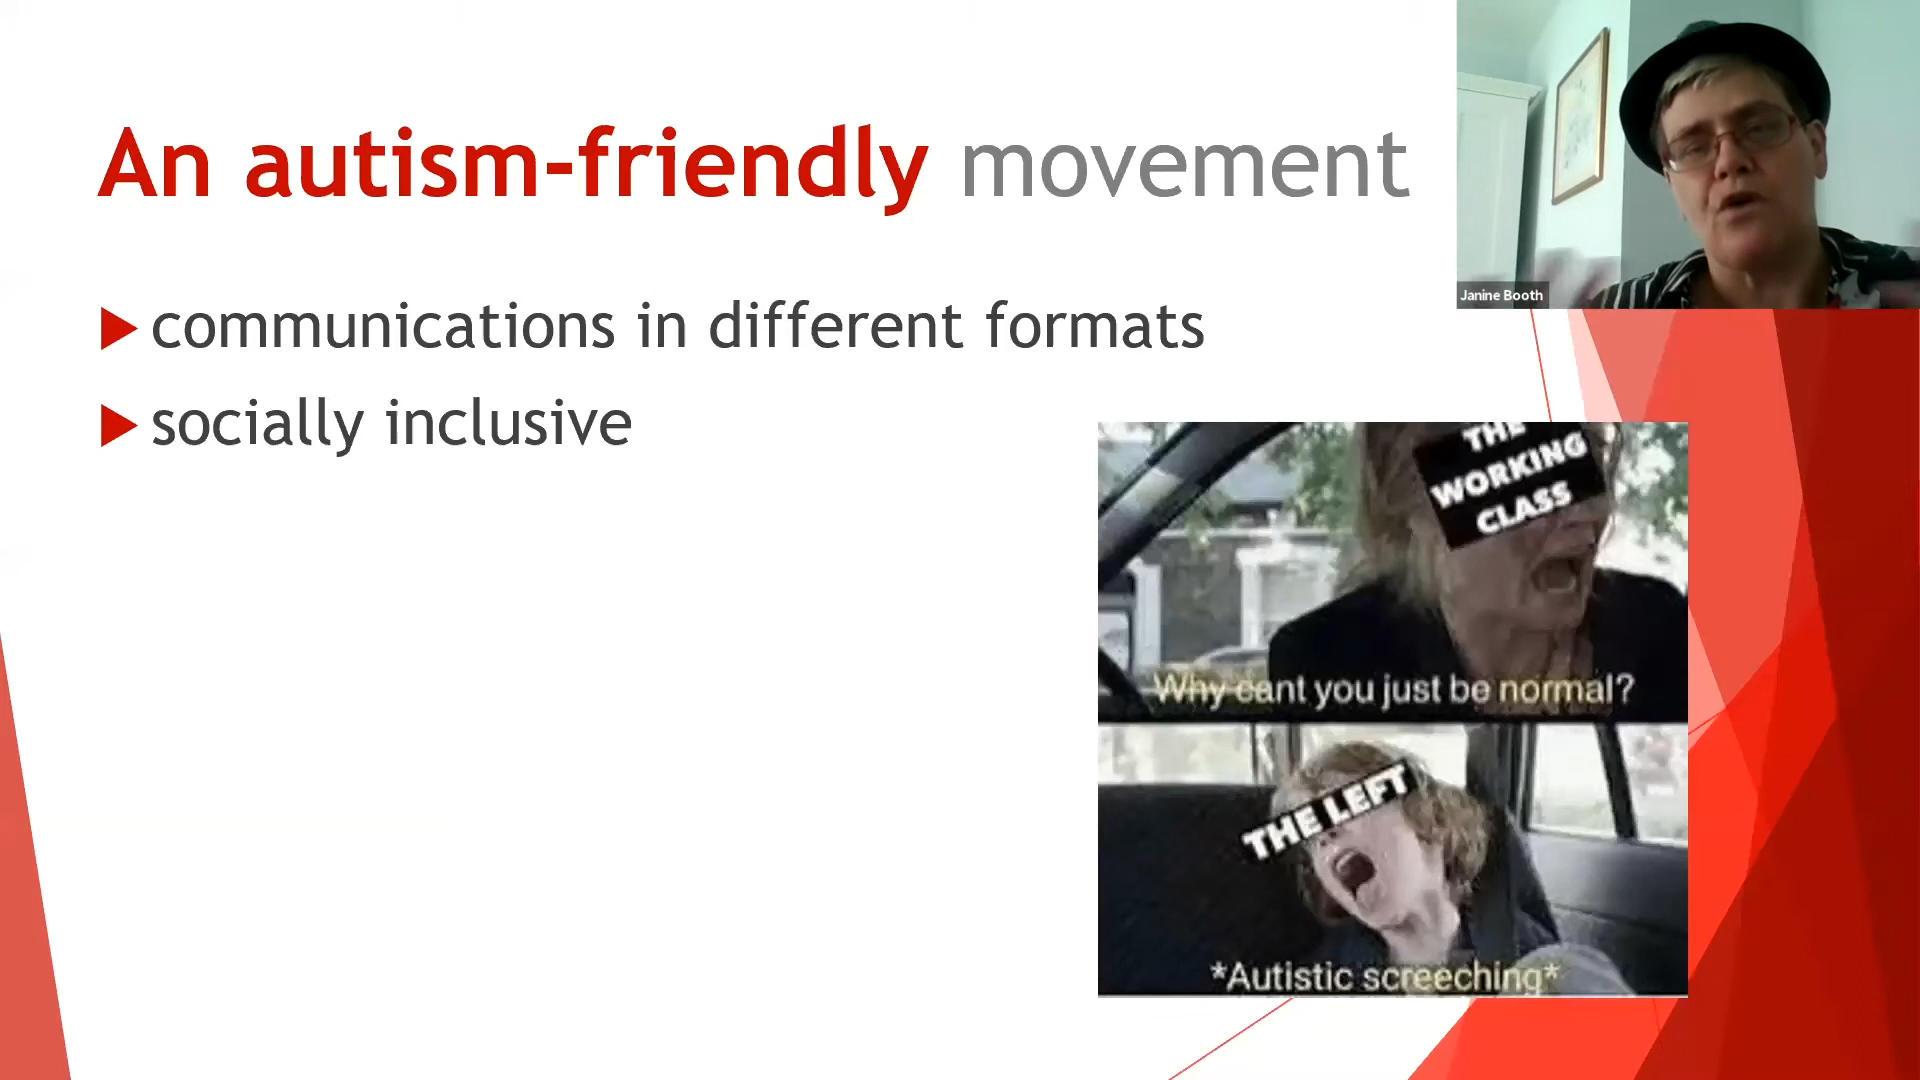 An autism-friendly movement
communications in different formats
socially inclusive
Janine Booth
THE
WORKING
CLASS
Why cant you just be normal?
THE LEFT
*Autistic screeching*